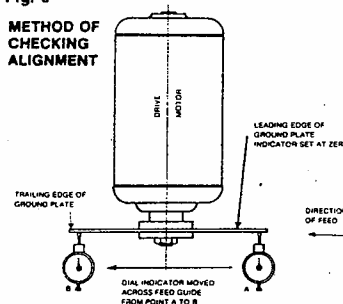 METHOD OF
CHECKING
ALIGNMENT
DRIVE
MOTOR
LEADING EDGE OF
GROUND PLATE
INDICATOR SET AT ZER
TRAILING EDGE OF
GROUND PLATE
DIRECTION
OF FEED
B
A
DIAL INDICATOR MOVED
ACROSS FEED GUIDE
FROM POINT A TO B